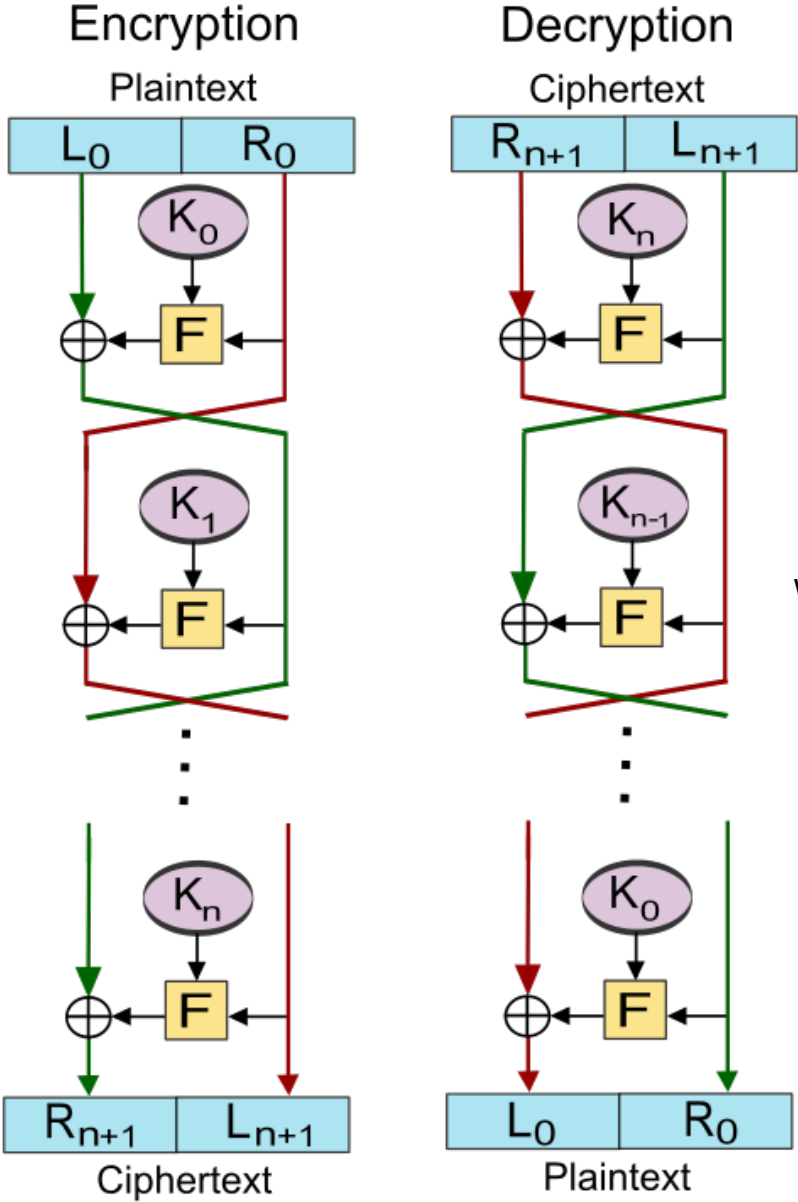 Encryption
Decryption
Plaintext
Ciphertext
L0
R0
Rn+1
Ln+1
K0
Kn
F
F
K1
Kn-1
F
F
Kn
K0
F
F
Rn+1
Ln+1
L0
R0
Ciphertext
Plaintext